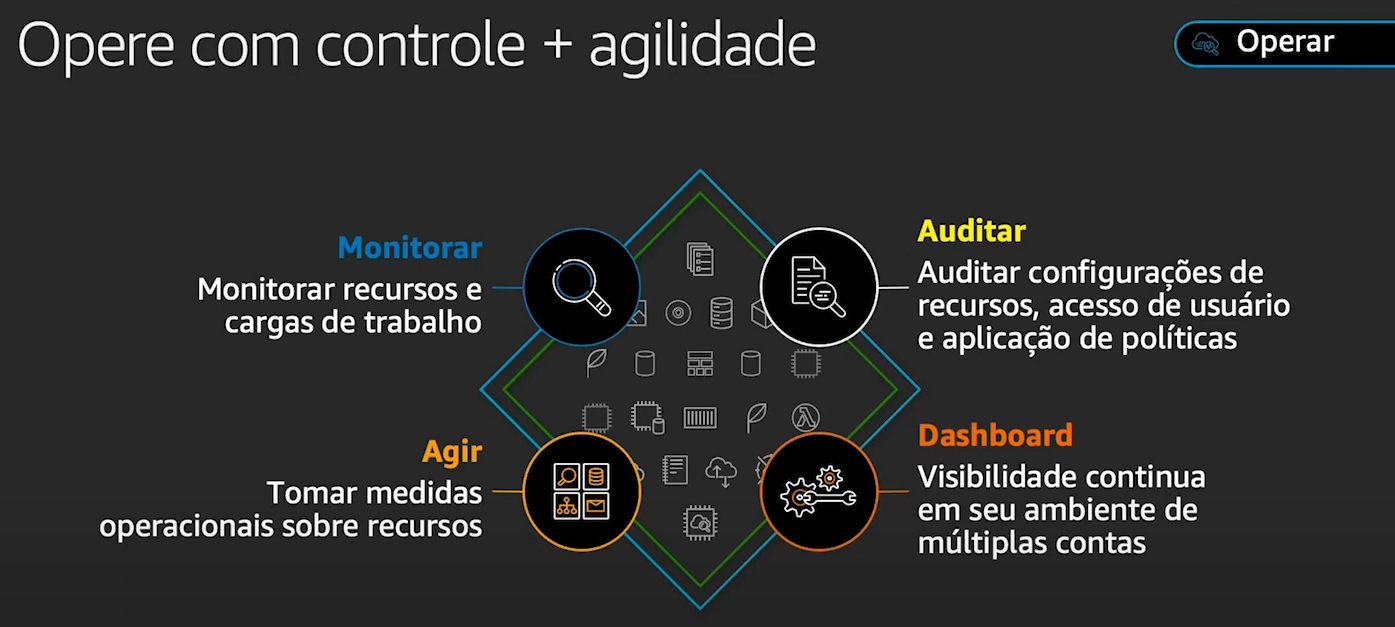 Opere com controle + agilidade
Operar
Monitorar
Monitorar recursos e
cargas de trabalho
Auditar
Auditar configurações de
recursos, acesso de usuário
e aplicação de políticas
Agir
Tomar medidas
operacionais sobre recursos
Dashboard
Visibilidade continua
em seu ambiente de
múltiplas contas